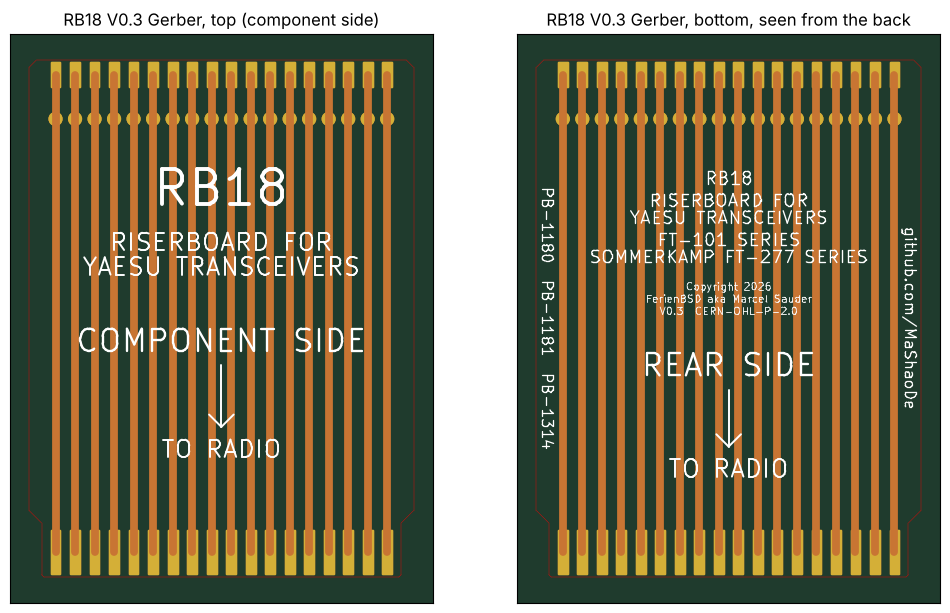 RB18 V0.3 Gerber, top (component side)
RB18
RISERBOARD FOR
YAESU TRANSCEIVERS
COMPONENT SIDE
TO RADIO
RB18 V0.3 Gerber, bottom, seen from the back
RB18
RISERBOARD FOR
YAESU TRANSCEIVERS
FT-101 SERIES
SOMMERKAMP FT-277 SERIES
Copyright 2026
FerienBSD aka Marcel Sauder
V0.3 CERN-OHL-P-2.0
REAR SIDE
TO RADIO
PB-1180 PB-1181 PB-1314
github.com/MaShaoDe